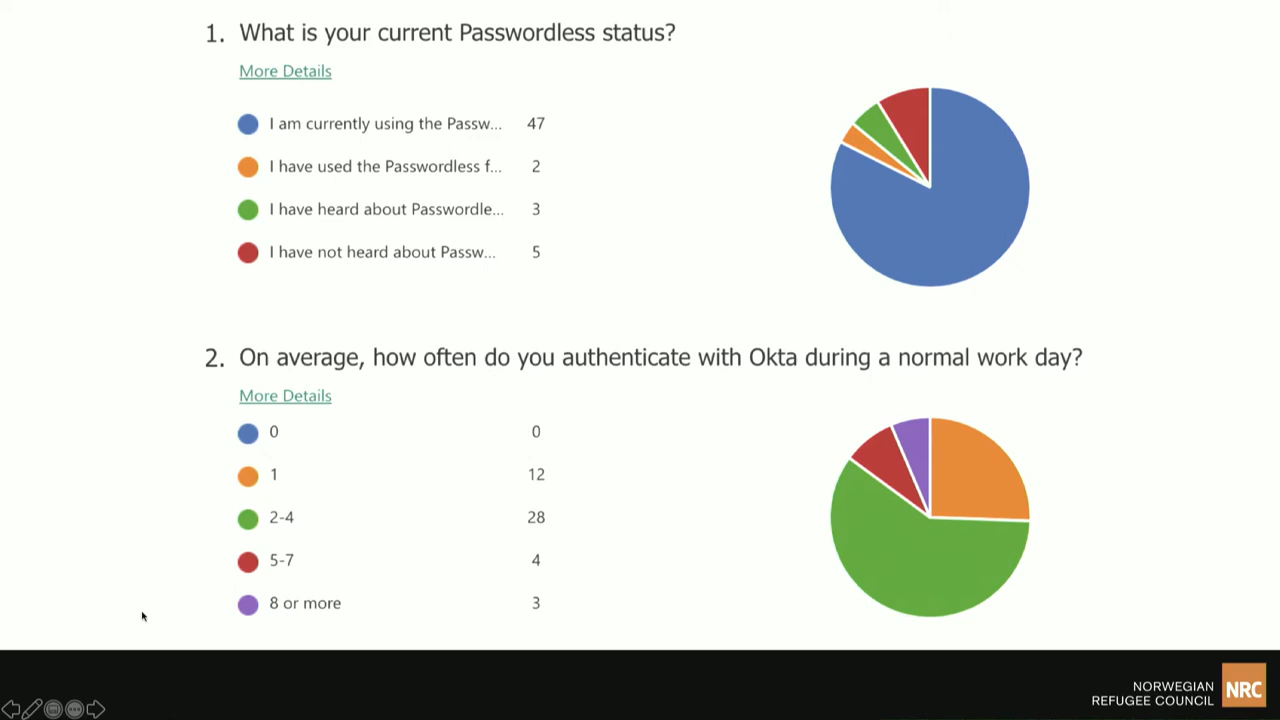 1. What is your current Passwordless status?
More Details
I am currently using the Passw... 47
I have used the Passwordless f... 2
I have heard about Passwordle... 3
I have not heard about Passw... 5
2. On average, how often do you authenticate with Okta during a normal work day?
More Details
0 0
1 12
2-4 28
5-7 4
8 or more 3
NORWEGIAN
REFUGEE COUNCIL
NRC